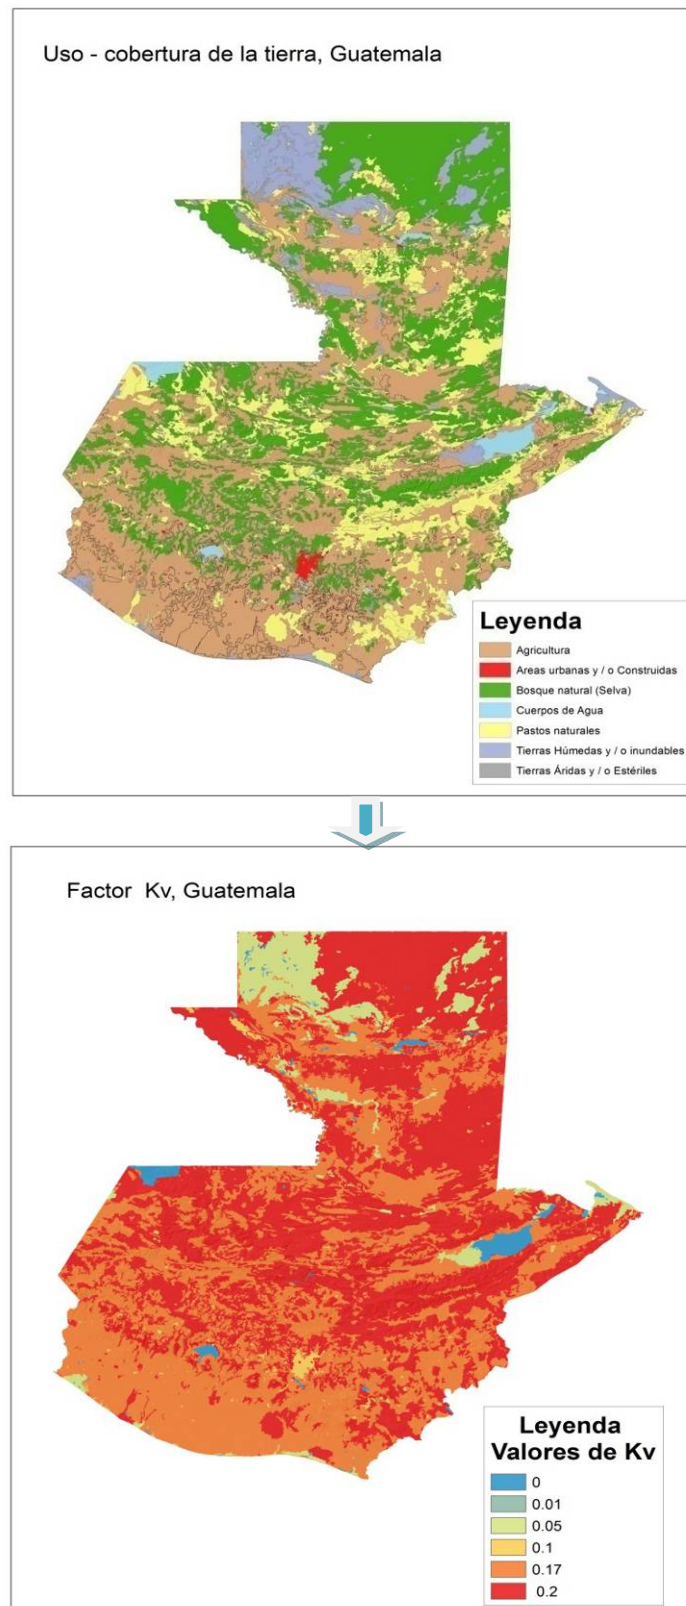 Uso - cobertura de la tierra, Guatemala
Leyenda
Agricultura
Areas urbanas y / o Construidas
Bosque natural (Selva)
Cuerpos de Agua
Pastos naturales
Tierras Húmedas y / o inundables
Tierras Áridas y / o Estériles
Factor Kv, Guatemala
Leyenda
Valores de Kv
0
0.01
0.05
0.1
0.17
0.2